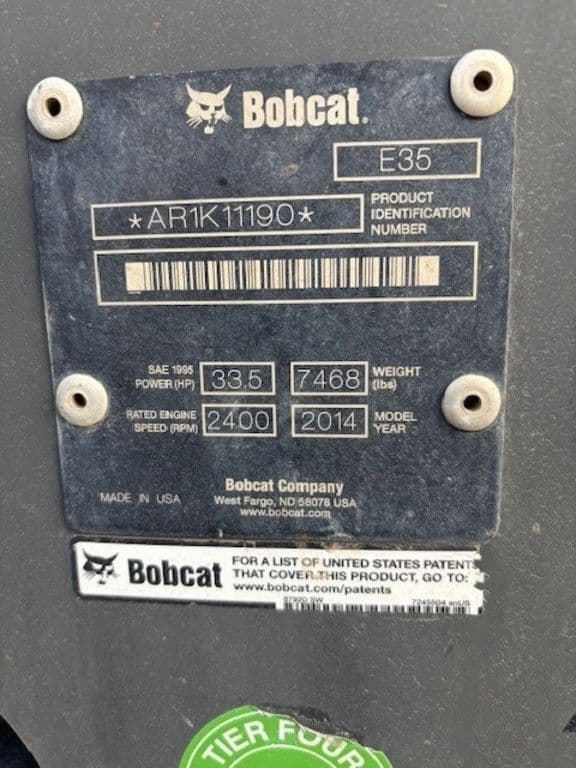 Bobcat.
E35
*AR1K11190*
PRODUCT
IDENTIFICATION
NUMBER
SAE 1995
POWER (HP)
33.5
7468
WEIGHT
(lbs)
RATED ENGINE
SPEED (RPM)
2400
2014
MODEL
YEAR
MADE IN USA
Bobcat Company
West Fargo, ND 58078 USA
www.bobcat.com
Bobcat
FOR A LIST OF UNITED STATES PATENTS
THAT COVER THIS PRODUCT, GO TO:
www.bobcat.com/patents
7245504 enUS
TIER FOUR